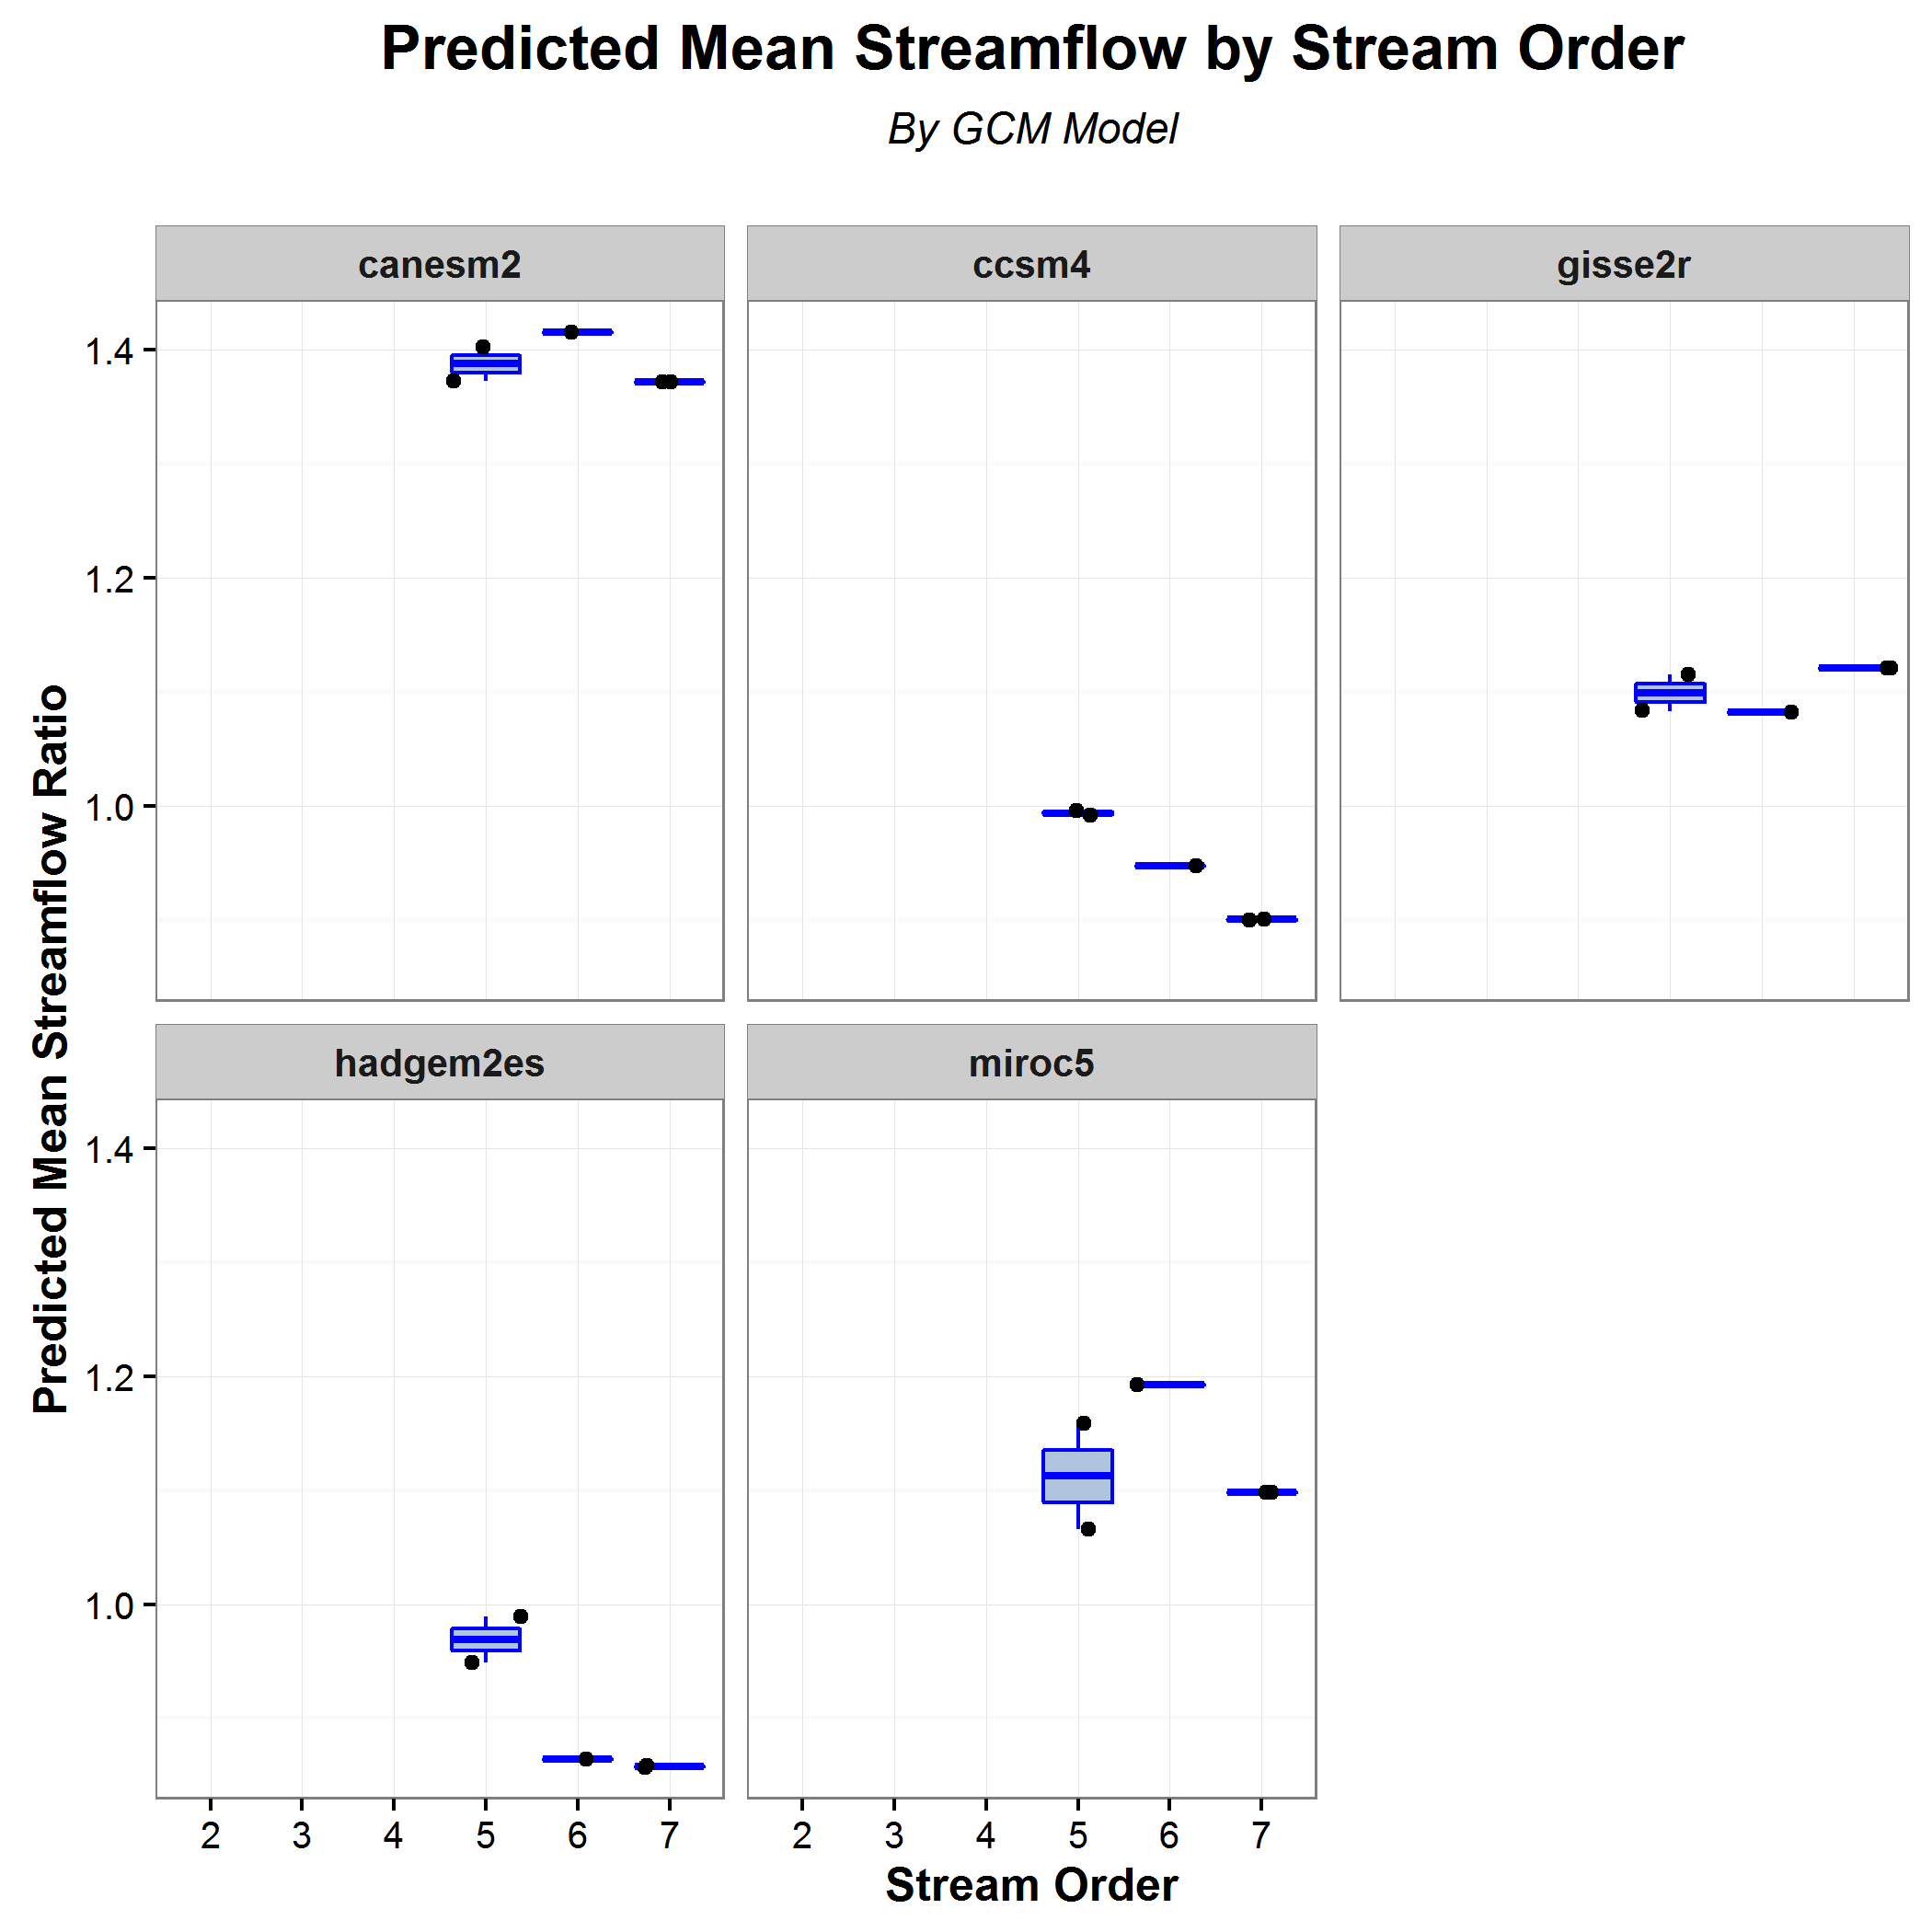 Predicted Mean Streamflow by Stream Order
By GCM Model
canesm2
ccsm4
gisse2r
1.4
1.2
1.0
Predicted Mean Streamflow Ratio
hadgem2es
miroc5
1.4
1.2
1.0
2 3 4 5 6 7
2 3 4 5 6 7
Stream Order